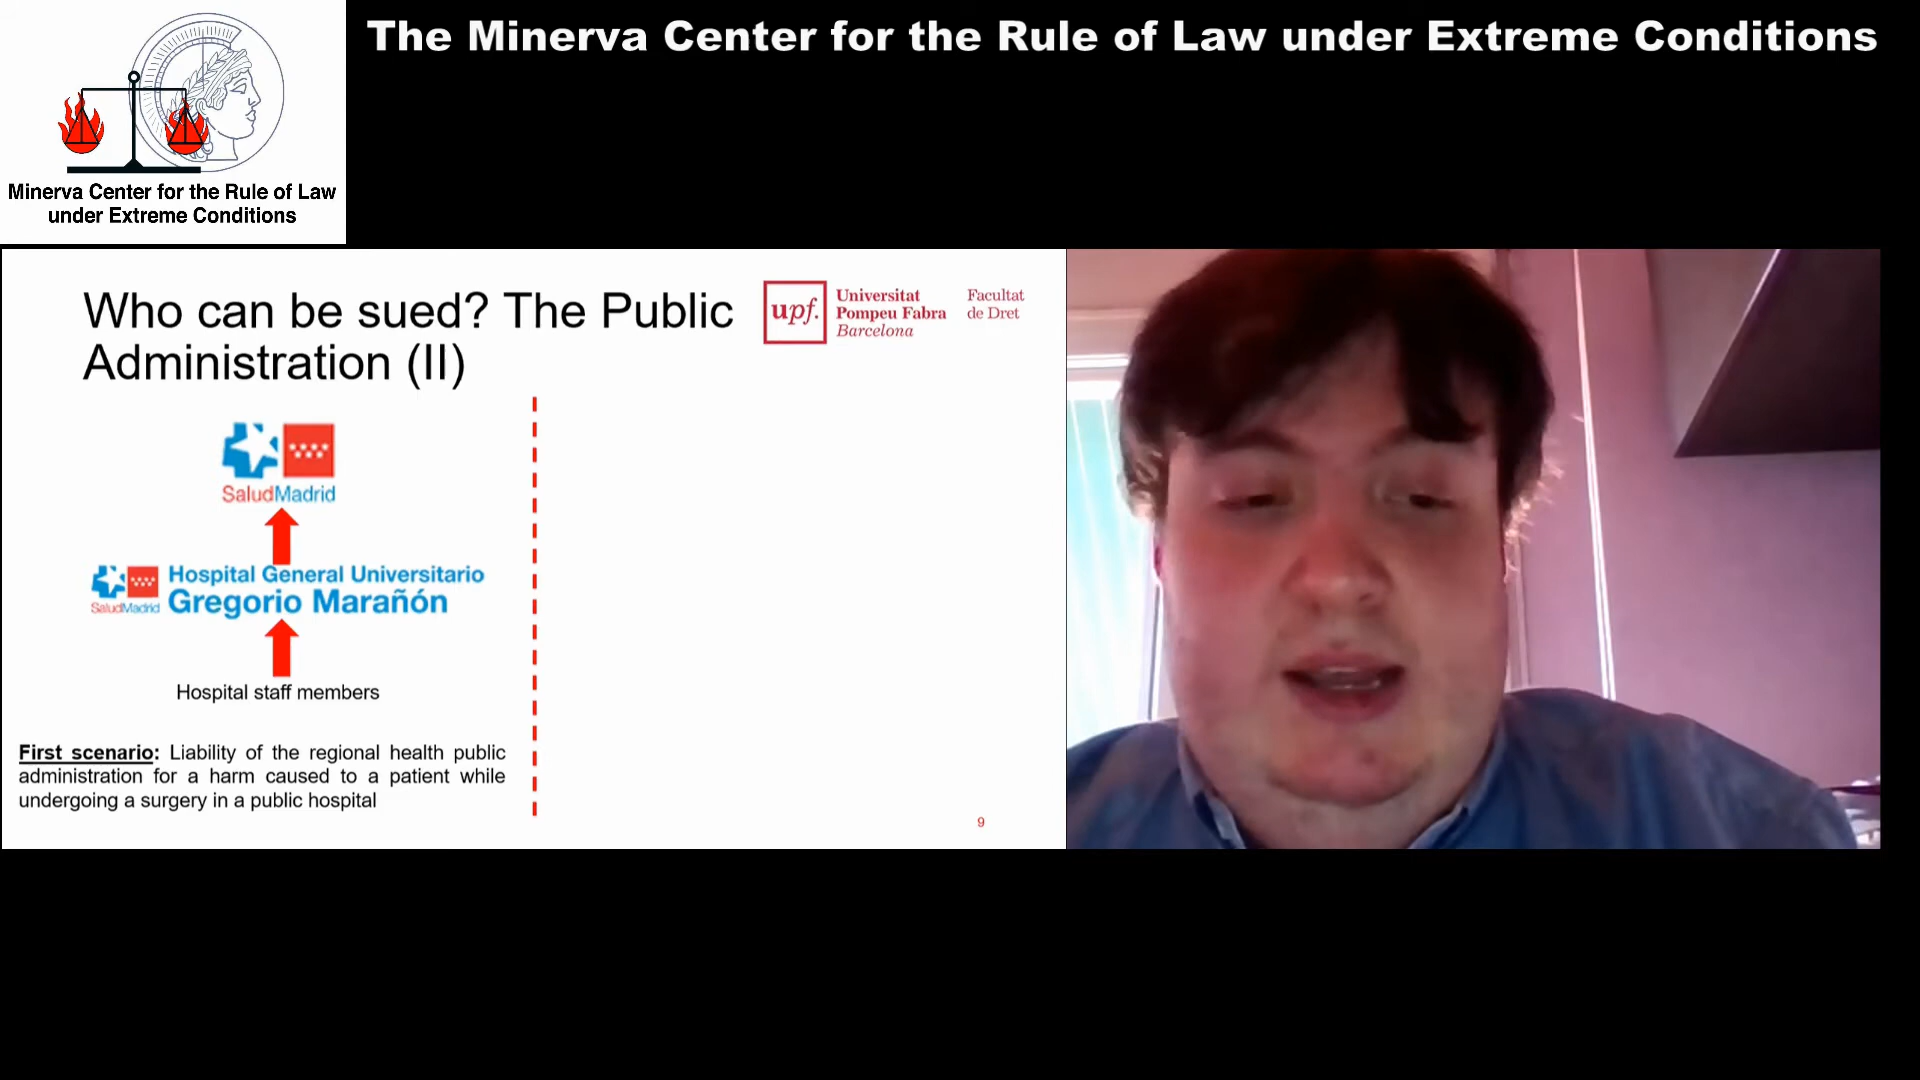 The Minerva Center for the Rule of Law under Extreme Conditions
Minerva Center for the Rule of Law
under Extreme Conditions
Who can be sued? The Public
Administration (II)
upf.
Universitat
Pompeu Fabra
Barcelona
Facultat
de Dret
SaludMadrid
SaludMadrid
Hospital General Universitario
Gregorio Marañón
Hospital staff members
First scenario: Liability of the regional health public
administration for a harm caused to a patient while
undergoing a surgery in a public hospital
9